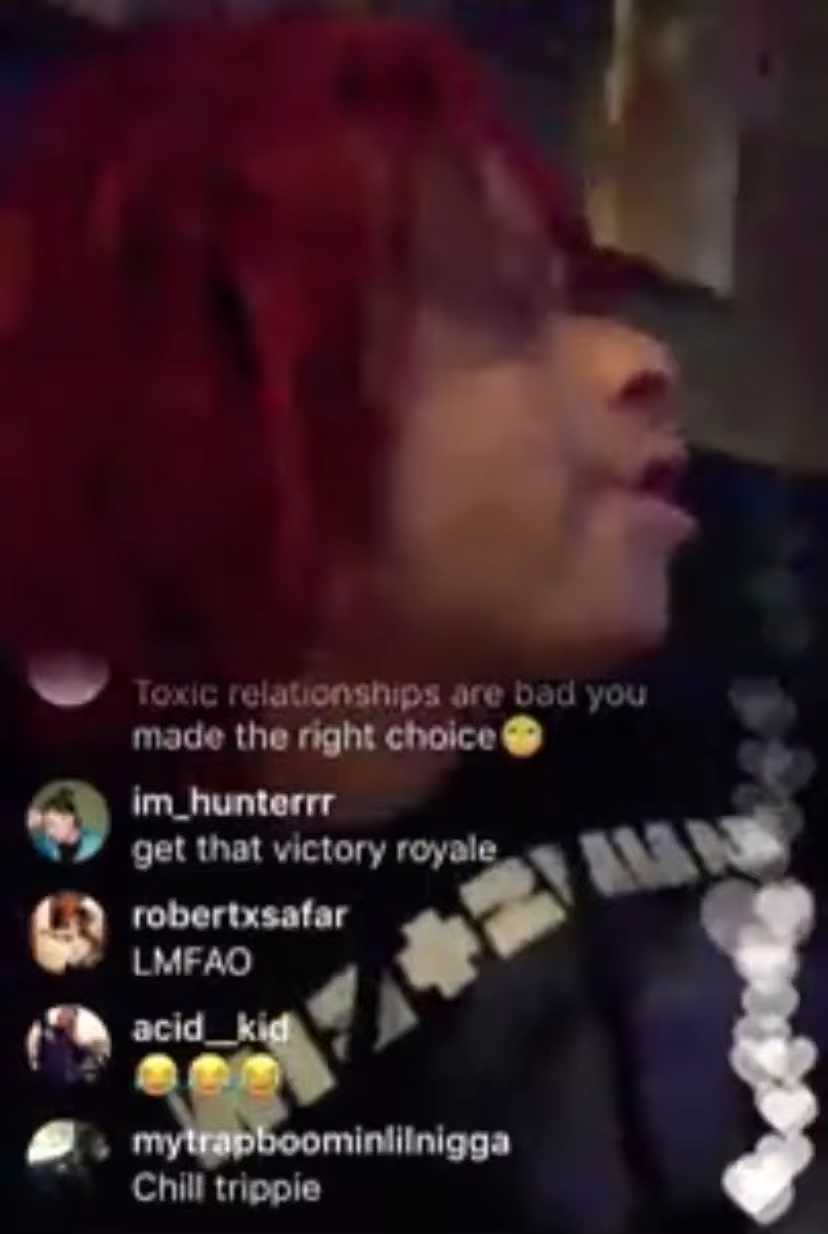 Toxic relationships are bad you
made the right choice😶
im_hunterrr
get that victory royale
robertxsafar
LMFAO
acid__kid
😂😂😂
mytrapboominlilnigga
Chill trippie